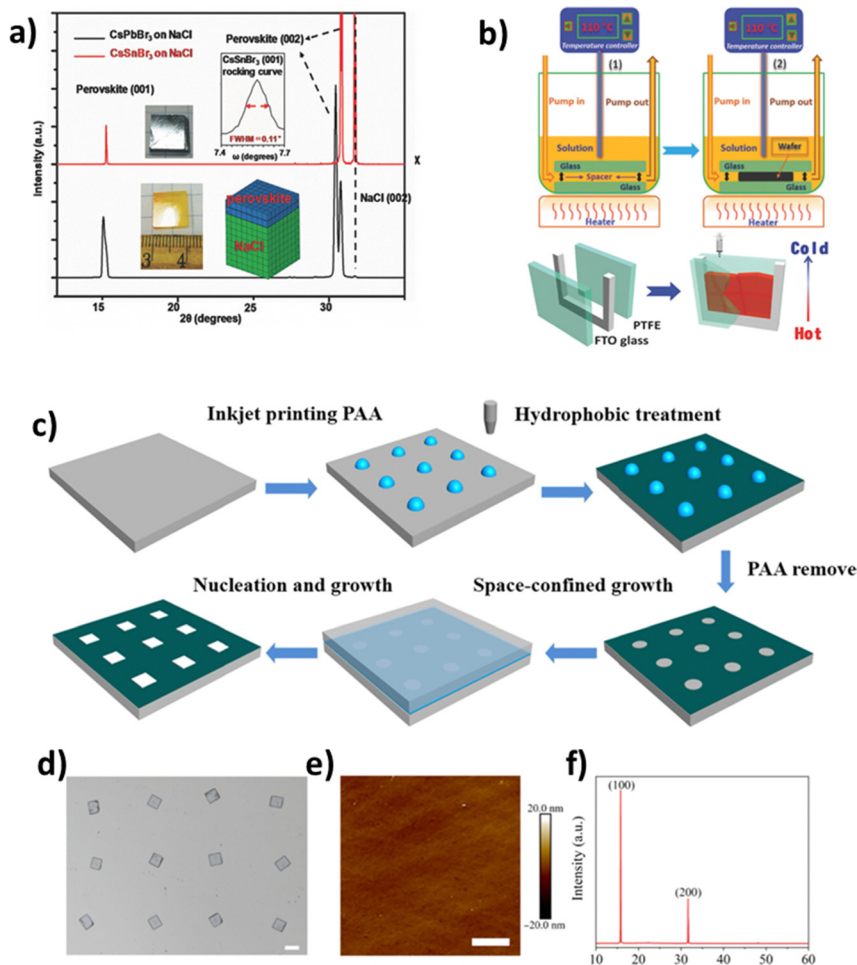 a)
CsPbBr3 on NaCl
CsSnBr3 on NaCl
Perovskite (002)
Perovskite (001)
CsSnBr3 (001)
rocking curve
FWHM = 0.11°
7.4
7.7
ω (degrees)
Intensity (a.u.)
X
NaCl (002)
perovskite
NaCl
3
4
15
20
25
30
2θ (degrees)
b)
110 °C
Temperature controller
110 °C
Temperature controller
(1)
(2)
Pump in
Pump out
Pump in
Pump out
Solution
Solution
Wafer
Glass
Glass
Spacer
Glass
Glass
Heater
Heater
Cold
Hot
PTFE
FTO glass
c)
Inkjet printing PAA
Hydrophobic treatment
PAA remove
Nucleation and growth
Space-confined growth
d)
e)
20.0 nm
−20.0 nm
f)
(100)
(200)
Intensity (a.u.)
10
20
30
40
50
60